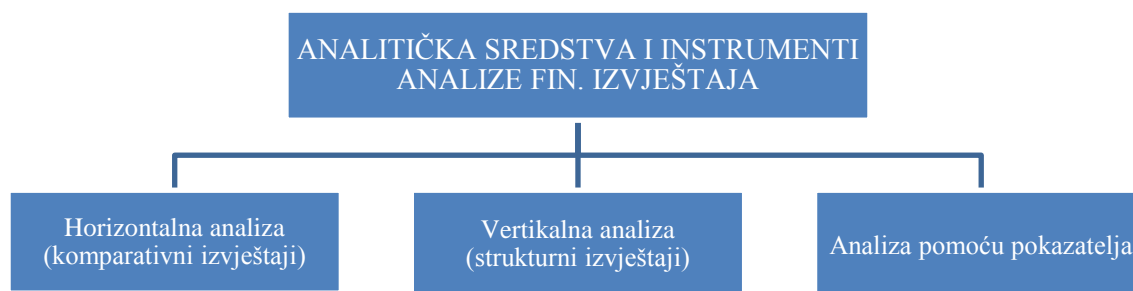 ANALITIČKA SREDSTVA I INSTRUMENTI
ANALIZE FIN. IZVJEŠTAJA
Horizontalna analiza
(komparativni izvještaji)
Vertikalna analiza
(strukturni izvještaji)
Analiza pomoću pokazatelja